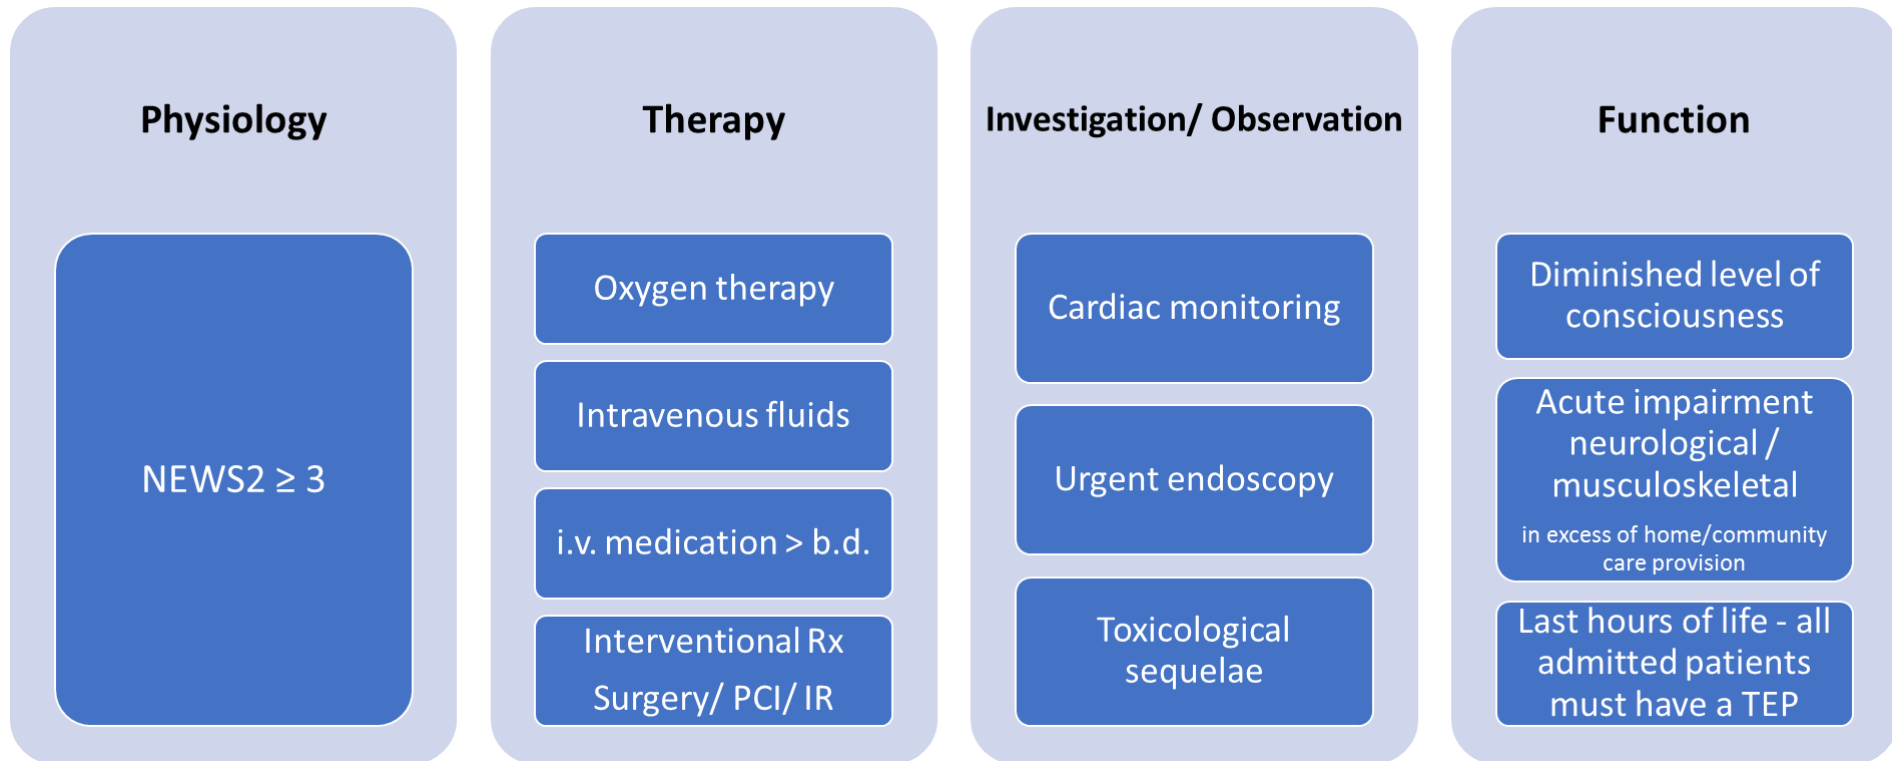 Physiology
NEWS2 ≥ 3
Therapy
Oxygen therapy
Intravenous fluids
i.v. medication > b.d.
Interventional Rx
Surgery/ PCI/ IR
Investigation/ Observation
Cardiac monitoring
Urgent endoscopy
Toxicological
sequelae
Function
Diminished level of
consciousness
Acute impairment
neurological /
musculoskeletal
in excess of home/community
care provision
Last hours of life - all
admitted patients
must have a TEP